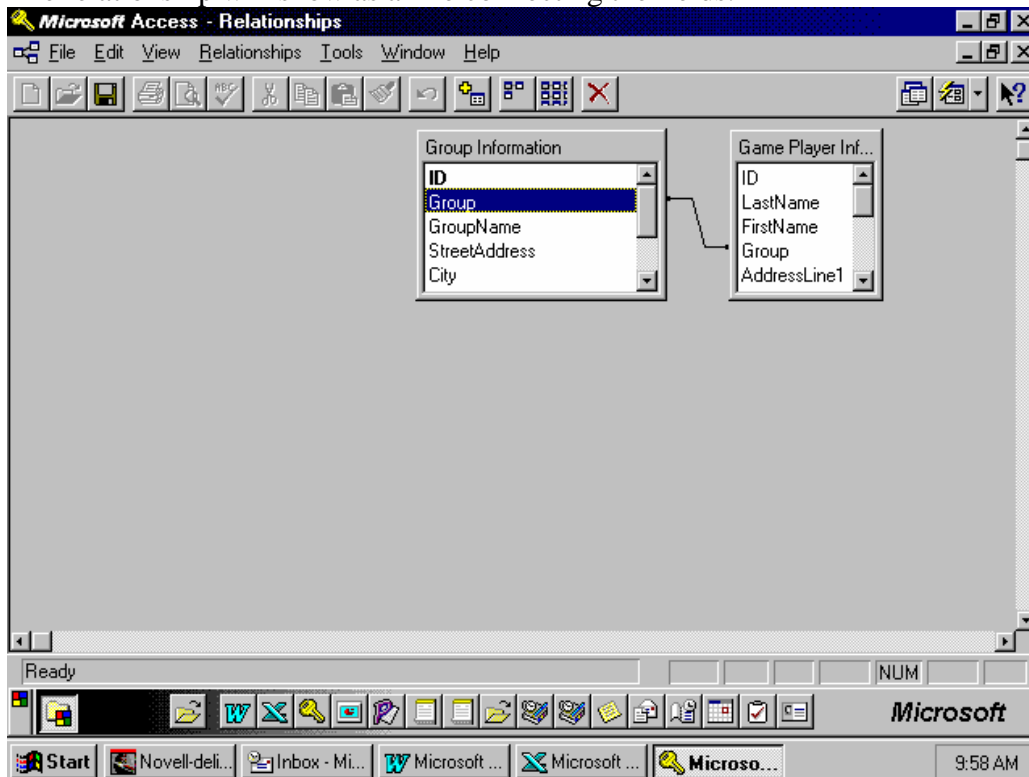 Microsoft Access - Relationships
File Edit View Relationships Tools Window Help
ABC
Group Information
ID
Group
GroupName
StreetAddress
City
Game Player Inf...
ID
LastName
FirstName
Group
AddressLine1
Ready NUM
Microsoft
Start Novell-deli... Inbox - Mi... Microsoft ... Microsoft ... Microso... 9:58 AM